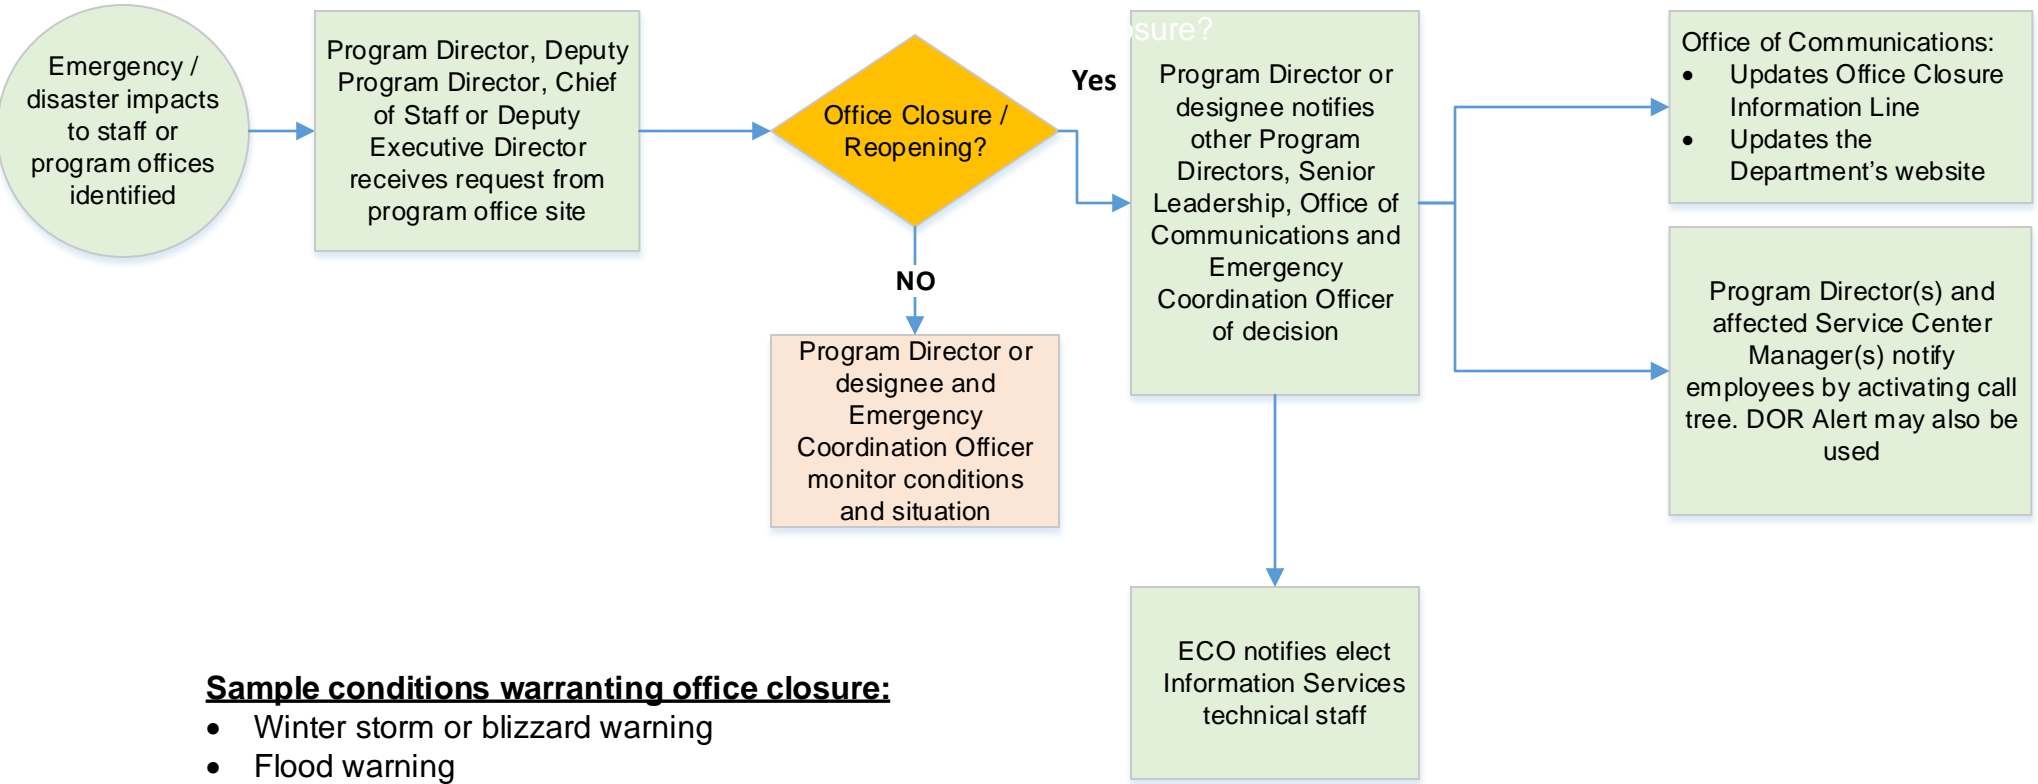 Emergency /
disaster impacts
to staff or
program offices
identified
Program Director, Deputy
Program Director, Chief
of Staff or Deputy
Executive Director
receives request from
program office site
Office Closure /
Reopening?
Yes
NO
Program Director or
designee and
Emergency
Coordination Officer
monitor conditions
and situation
sure?
Program Director or
designee notifies
other Program
Directors, Senior
Leadership, Office of
Communications and
Emergency
Coordination Officer
of decision
Office of Communications:
• Updates Office Closure
Information Line
• Updates the
Department's website
Program Director(s) and
affected Service Center
Manager(s) notify
employees by activating call
tree. DOR Alert may also be
used
ECO notifies elect
Information Services
technical staff
Sample conditions warranting office closure:
• Winter storm or blizzard warning
• Flood warning